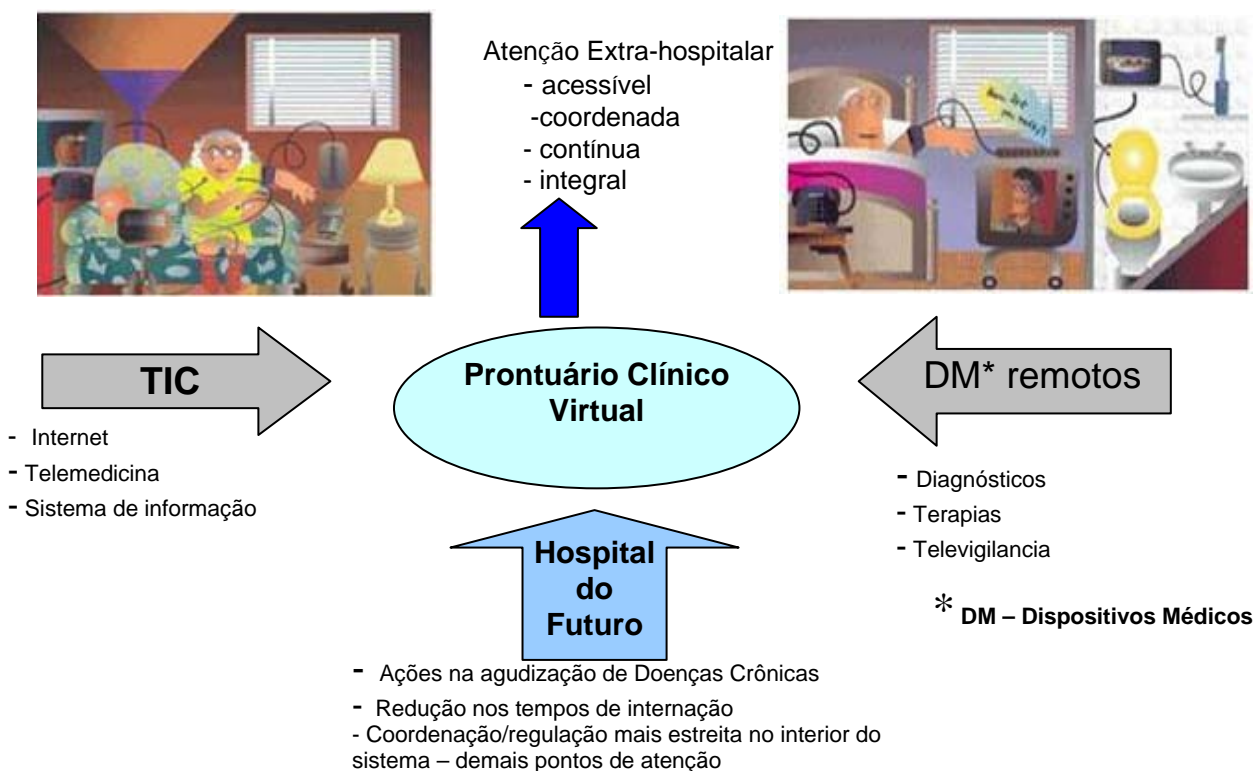 Atenção Extra-hospitalar
- acessível
-coordenada
- contínua
- integral
TIC
- Internet
- Telemedicina
- Sistema de informação
Prontuário Clínico
Virtual
DM* remotos
- Diagnósticos
- Terapias
- Televigilancia
* DM – Dispositivos Médicos
Hospital
do
Futuro
- Ações na agudização de Doenças Crônicas
- Redução nos tempos de internação
- Coordenação/regulação mais estreita no interior do
sistema – demais pontos de atenção